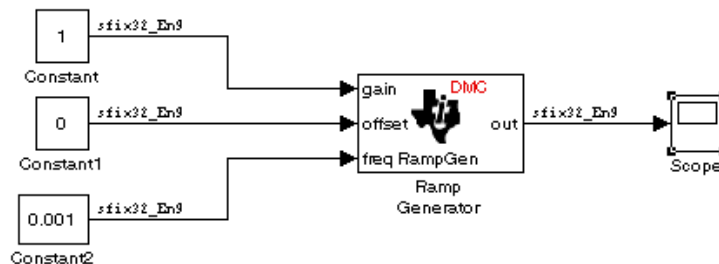 1
sfix32_En9
Constant
0
sfix32_En9
Constant1
0.001
sfix32_En9
Constant2
DMC
gain
offset
out
freq RampGen
Ramp
Generator
sfix32_En9
Scope